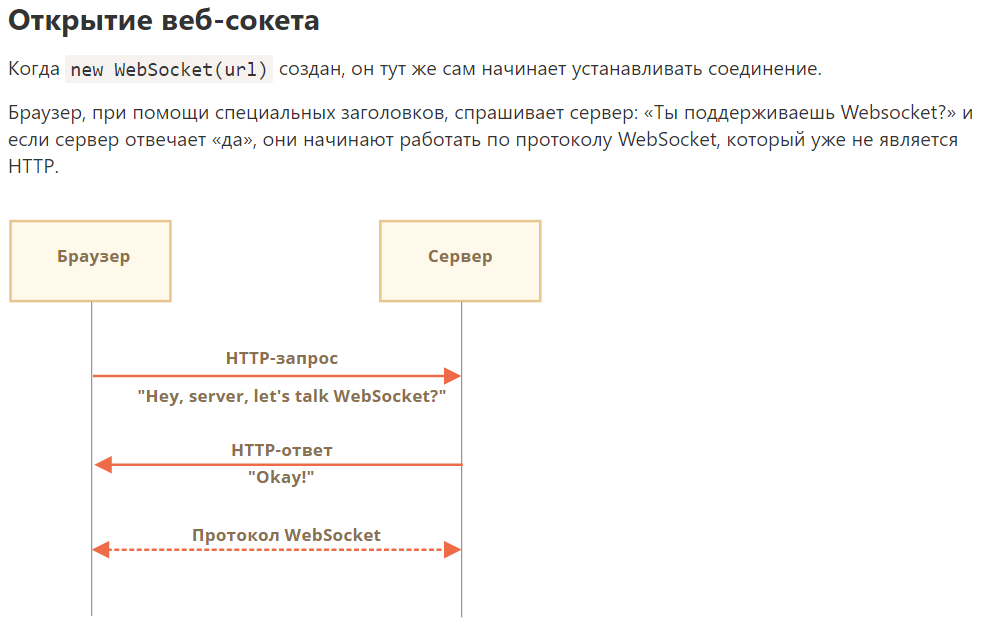 Открытие веб-сокета
Когда new WebSocket(url) создан, он тут же сам начинает устанавливать соединение.
Браузер, при помощи специальных заголовков, спрашивает сервер: «Ты поддерживаешь Websocket?» и
если сервер отвечает «да», они начинают работать по протоколу WebSocket, который уже не является
HTTP.
Браузер
Сервер
HTTP-запрос
"Hey, server, let's talk WebSocket?"
HTTP-ответ
"Okay!"
Протокол WebSocket